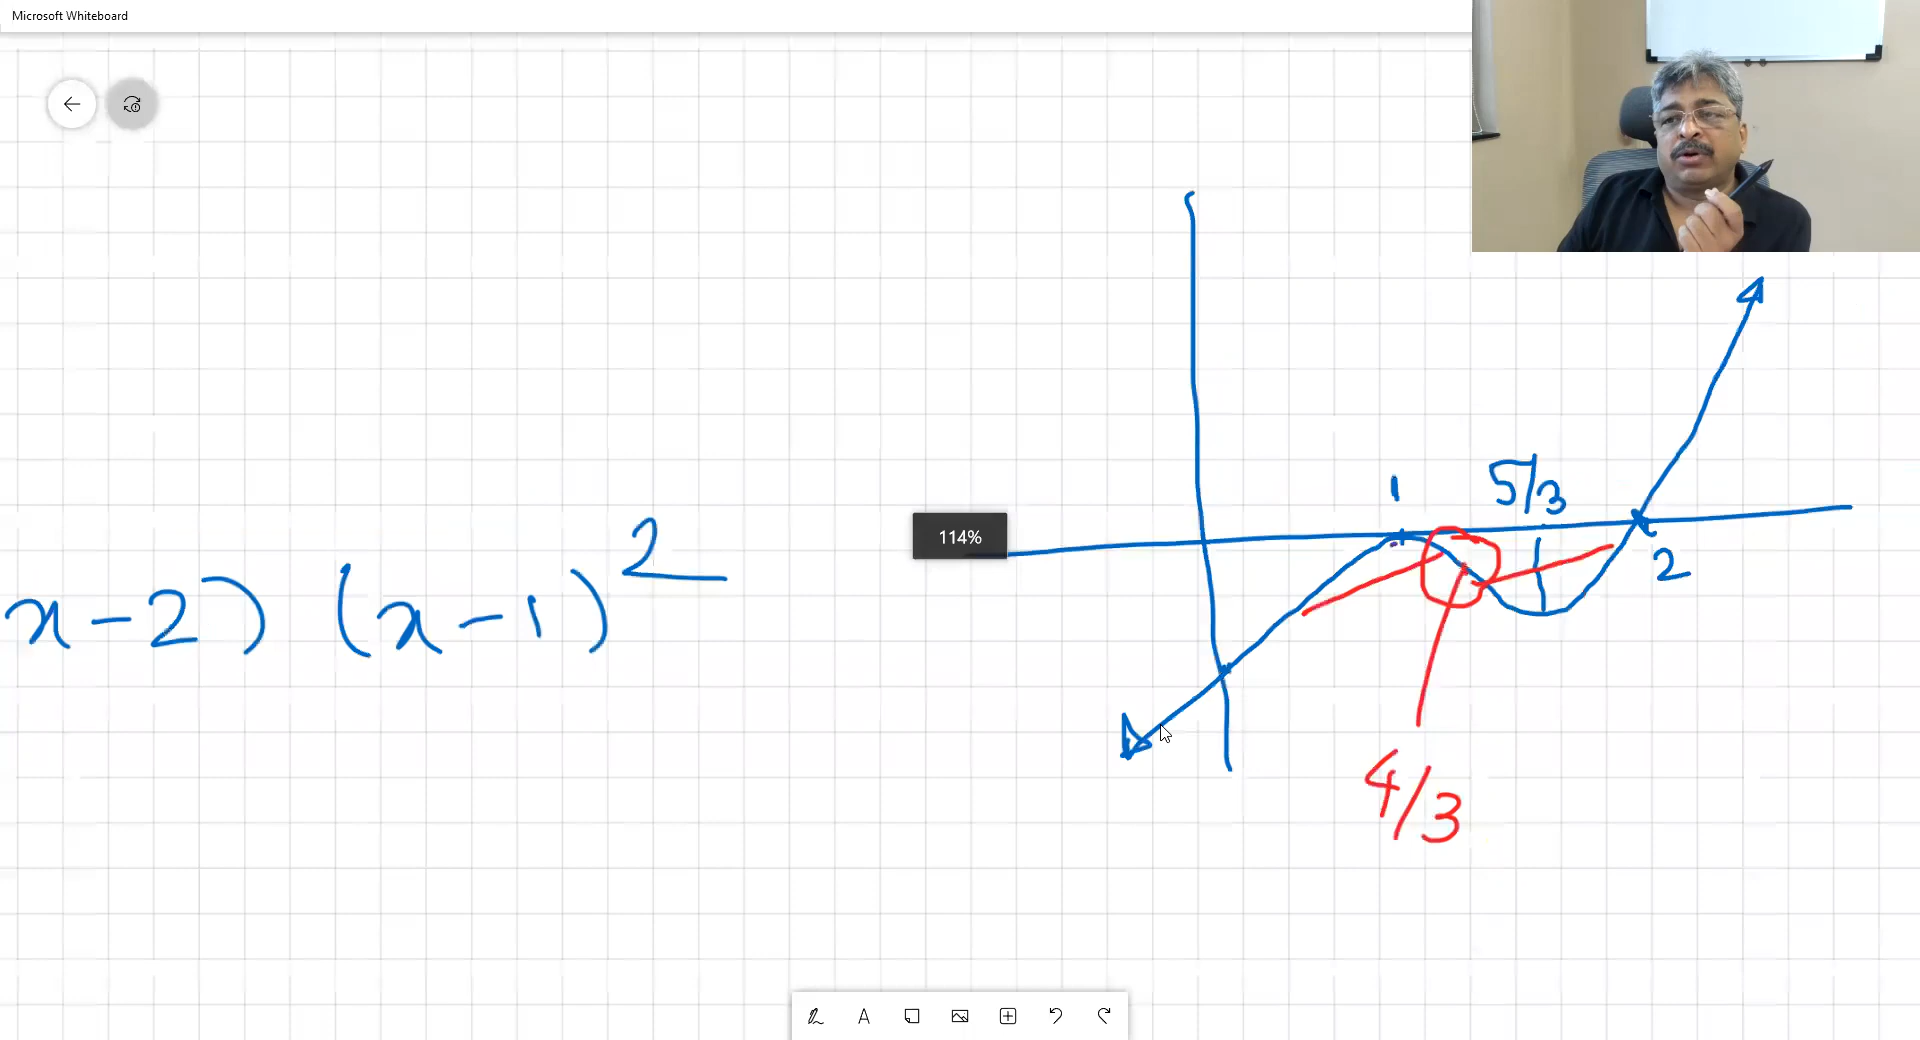 Microsoft Whiteboard
1
5/3
114%
x-2) (x-1)²
2
4/3